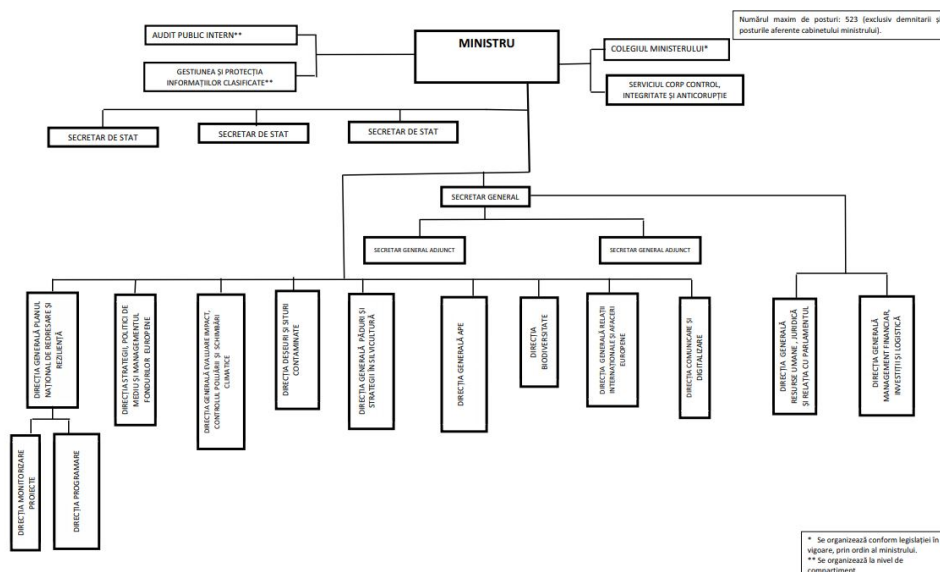 Numărul maxim de posturi: 523 (exclusiv demnitarii și
posturile aferente cabinetului ministrului).
AUDIT PUBLIC INTERN**
MINISTRU
COLEGIUL MINISTERULUI*
GESTIUNEA ȘI PROTECȚIA
INFORMAȚIILOR CLASIFICATE**
SERVICIUL CORP CONTROL,
INTEGRITATE ȘI ANTICORUPȚIE
SECRETAR DE STAT
SECRETAR DE STAT
SECRETAR DE STAT
SECRETAR GENERAL
SECRETAR GENERAL ADJUNCT
SECRETAR GENERAL ADJUNCT
DIRECȚIA GENERALĂ PLANUL
NAȚIONAL DE REDRESARE ȘI
REZILIENȚĂ
DIRECȚIA STRATEGII, POLITICI DE
MEDIU ȘI MANAGEMENTUL
FONDURILOR EUROPENE
DIRECȚIA GENERALĂ EVALUARE IMPACT,
CONTROLUL POLUĂRII ȘI SCHIMBĂRI
CLIMATICE
DIRECȚIA DEȘEURI ȘI SITURI
CONTAMINATE
DIRECȚIA GENERALĂ PĂDURI ȘI
STRATEGII ÎN SILVICULTURĂ
DIRECȚIA GENERALĂ APE
DIRECȚIA
BIODIVERSITATE
DIRECȚIA GENERALĂ RELAȚII
INTERNAȚIONALE ȘI AFACERI
EUROPENE
DIRECȚIA COMUNICARE ȘI
DIGITALIZARE
DIRECȚIA GENERALĂ
RESURSE UMANE , JURIDICĂ
ȘI RELAȚIA CU PARLAMENTUL
DIRECȚIA GENERALĂ
MANAGEMENT FINANCIAR,
INVESTIȚII ȘI LOGISTICĂ
DIRECȚIA MONITORIZARE
PROIECTE
DIRECȚIA PROGRAMARE
* Se organizează conform legislației în
vigoare, prin ordin al ministrului.
** Se organizează la nivel de
compartiment